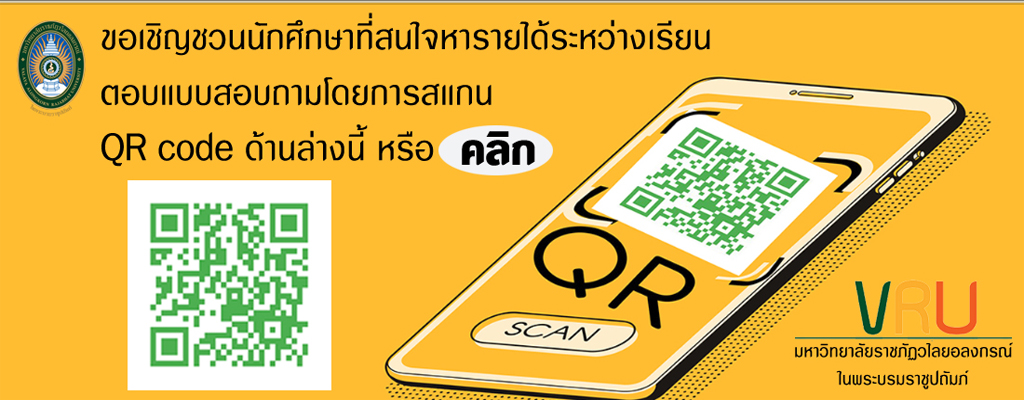 ขอเชิญชวนนักศึกษาที่สนใจหารายได้ระหว่างเรียน
ตอบแบบสอบถามโดยการสแกน
QR code ด้านล่างนี้ หรือ คลิก
QR
SCAN
VRU
มหาวิทยาลัยราชภัฏวไลยอลงกรณ์
ในพระบรมราชูปถัมภ์